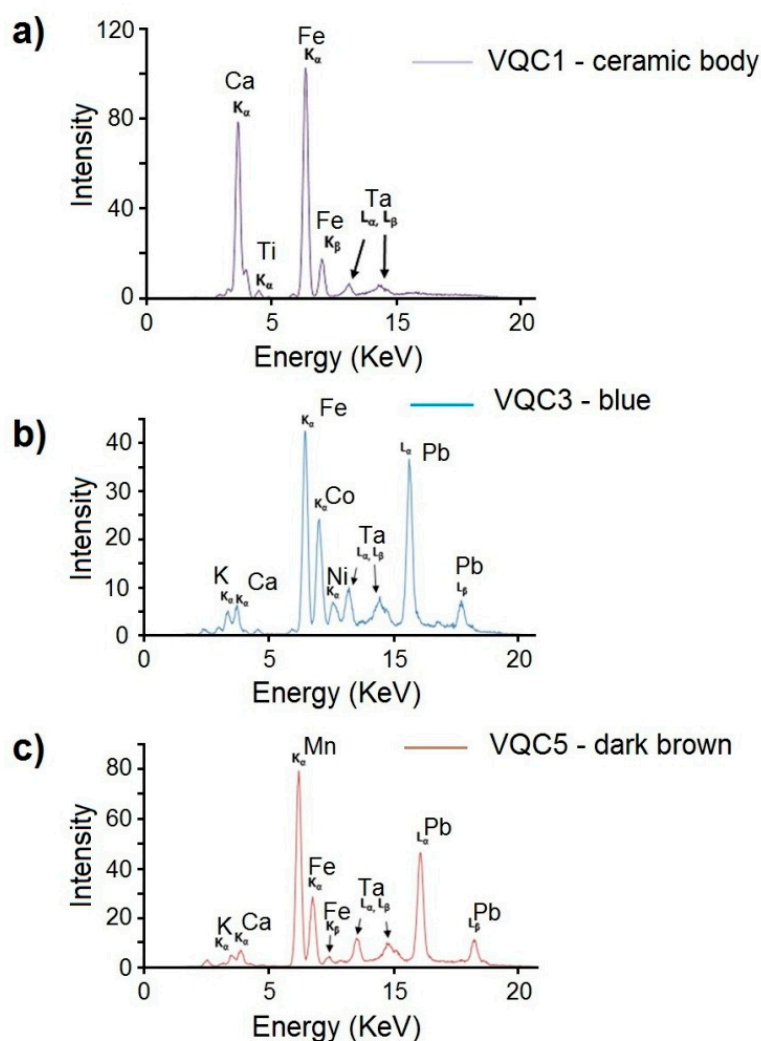 a)
VQC1 - ceramic body
Intensity
120
80
40
0
Ca
Kα
Ti
Kα
Fe
Kα
Fe
Kβ
Ta
Lα, Lβ
0 5 15 20
Energy (KeV)
b)
VQC3 - blue
Intensity
40
30
20
10
0
K
Kα
Ca
Kα
Fe
Kα
Co
Kα
Ni
Kα
Ta
Lα, Lβ
Pb
Lα
Pb
Lβ
0 5 15 20
Energy (KeV)
c)
VQC5 - dark brown
Intensity
80
60
40
20
0
K
Kα
Ca
Kα
Mn
Kα
Fe
Kα
Fe
Kβ
Ta
Lα, Lβ
Pb
Lα
Pb
Lβ
0 5 15 20
Energy (KeV)